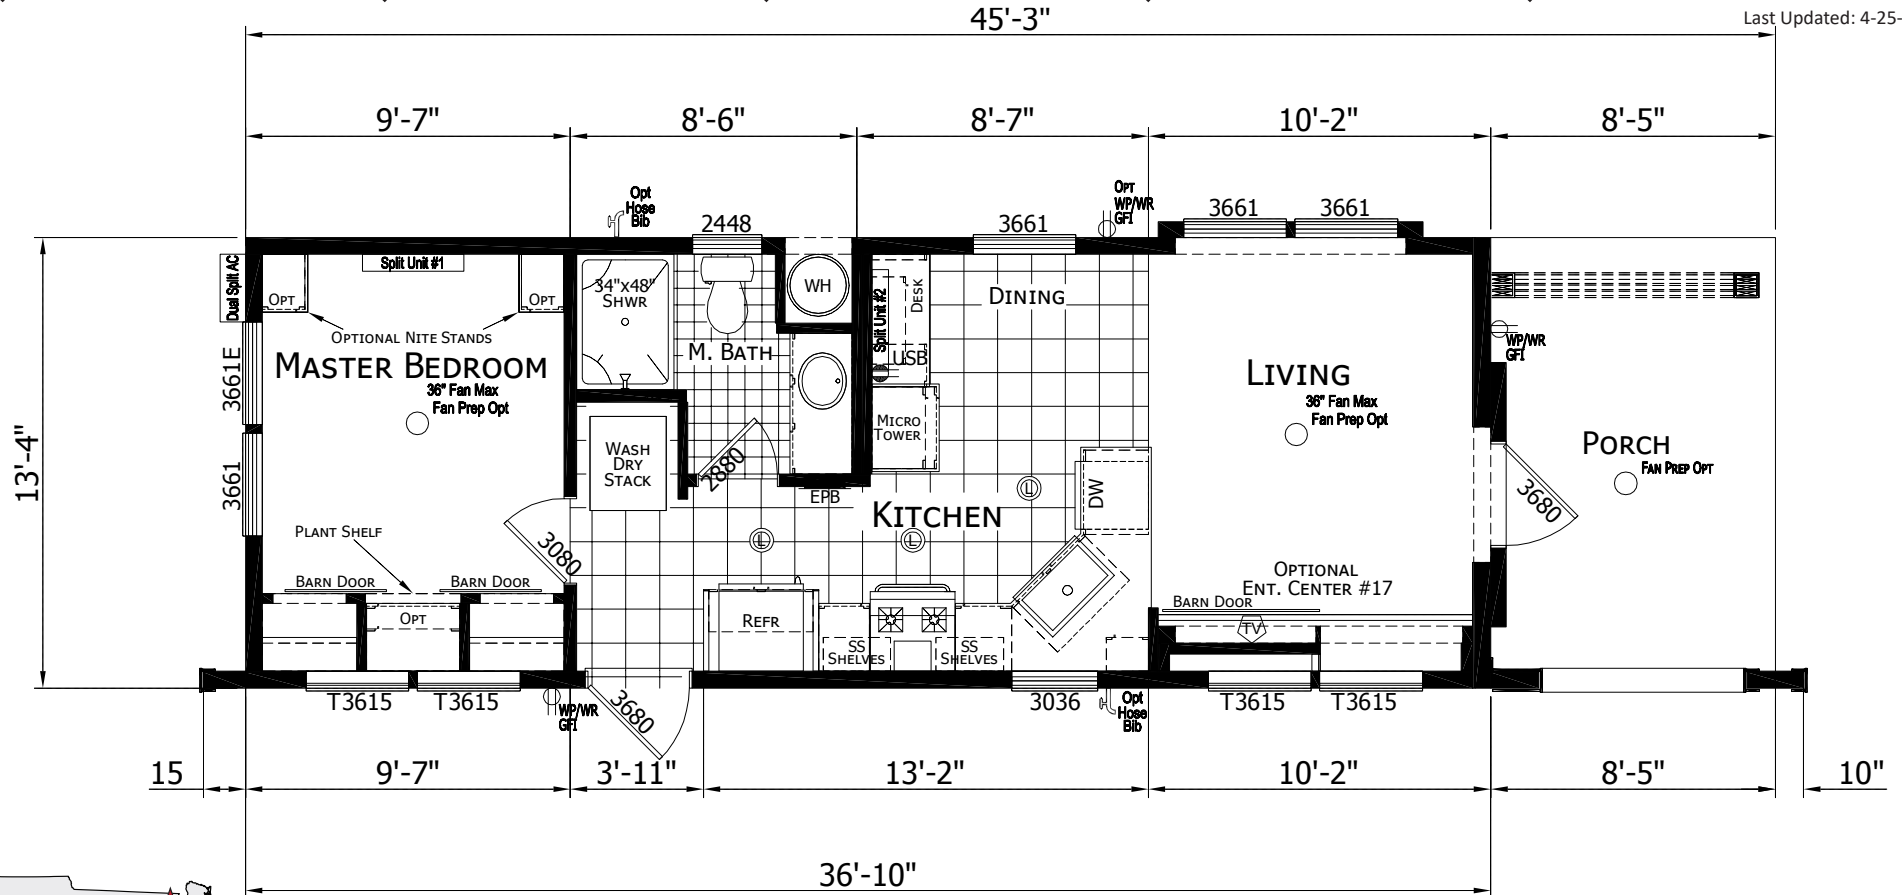 45'-3"
Last Updated: 4-25-
9'-7"
8'-6"
8'-7"
10'-2"
8'-5"
Opt
Hose
Bib
Opt
WP/WR
GFI
2448
3661
3661
3661
Dual Split AC
Split Unit #1
Opt
Opt
Optional Nite Stands
Master Bedroom
36" Fan Max
Fan Prep Opt
3661E
3661
13'-4"
34"x48"
Shwr
WH
M. Bath
Split Unit #2
Desk
USB
Dining
Micro
Tower
Living
36" Fan Max
Fan Prep Opt
WP/WR
GFI
Porch
Fan Prep Opt
Wash
Dry
Stack
2880
EPB
Kitchen
L
L
L
DW
3680
Plant Shelf
3080
Barn Door
Barn Door
Opt
Refr
SS
Shelves
SS
Shelves
Optional
Ent. Center #17
Barn Door
TV
T3615
T3615
WP/WR
GFI
3680
3036
Opt
Hose
Bib
T3615
T3615
15
9'-7"
3'-11"
13'-2"
10'-2"
8'-5"
10"
36'-10"